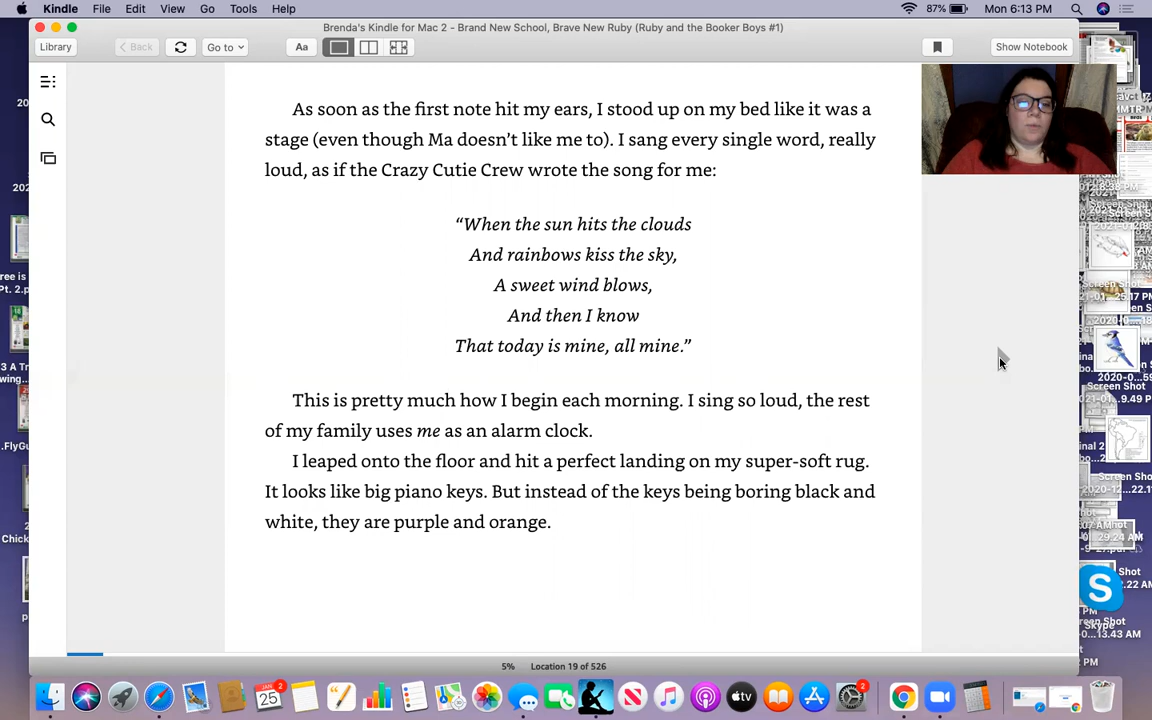 Kindle File Edit View Go Tools Help 87% Mon 6:13 PM
Brenda's Kindle for Mac 2 - Brand New School, Brave New Ruby (Ruby and the Booker Boys #1)
Library Back Go to Aa Show Notebook
As soon as the first note hit my ears, I stood up on my bed like it was a
stage (even though Ma doesn’t like me to). I sang every single word, really
loud, as if the Crazy Cutie Crew wrote the song for me:
“When the sun hits the clouds
And rainbows kiss the sky,
A sweet wind blows,
And then I know
That today is mine, all mine.”
This is pretty much how I begin each morning. I sing so loud, the rest
of my family uses me as an alarm clock.
I leaped onto the floor and hit a perfect landing on my super-soft rug.
It looks like big piano keys. But instead of the keys being boring black and
white, they are purple and orange.
5% Location 19 of 526
Skype
JAN 2
25
2